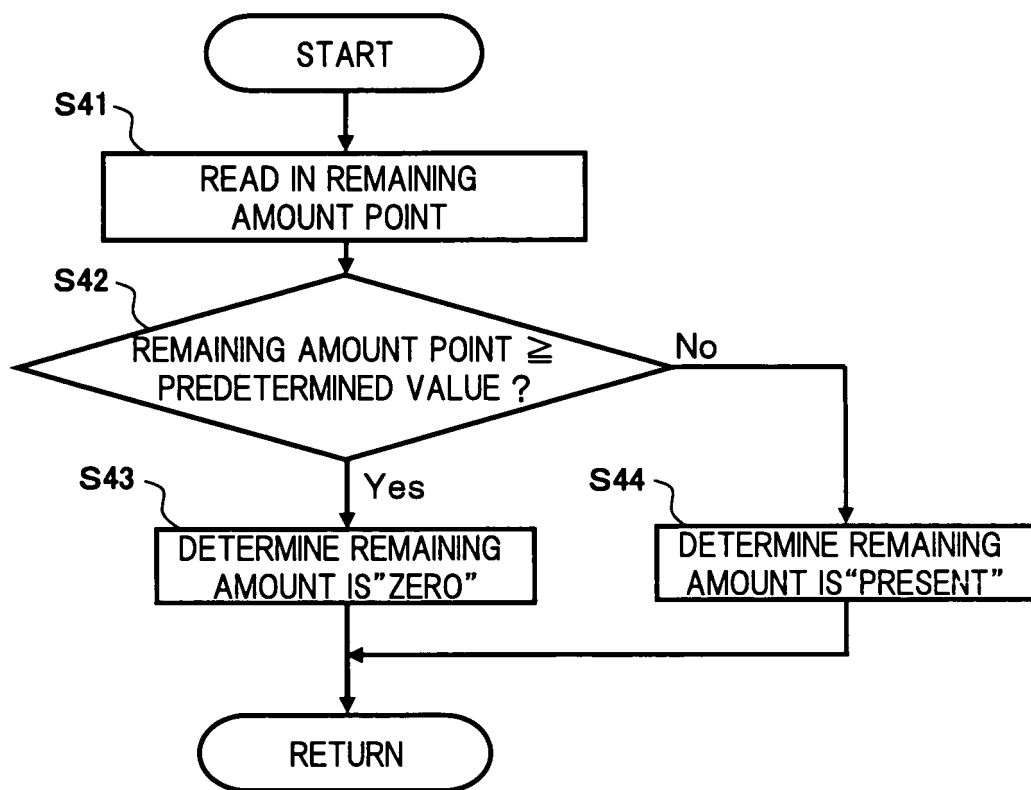 START
S41
READ IN REMAINING
AMOUNT POINT
S42
REMAINING AMOUNT POINT ≧
PREDETERMINED VALUE ?
No
Yes
S43
DETERMINE REMAINING
AMOUNT IS”ZERO”
S44
DETERMINE REMAINING
AMOUNT IS“PRESENT”
RETURN